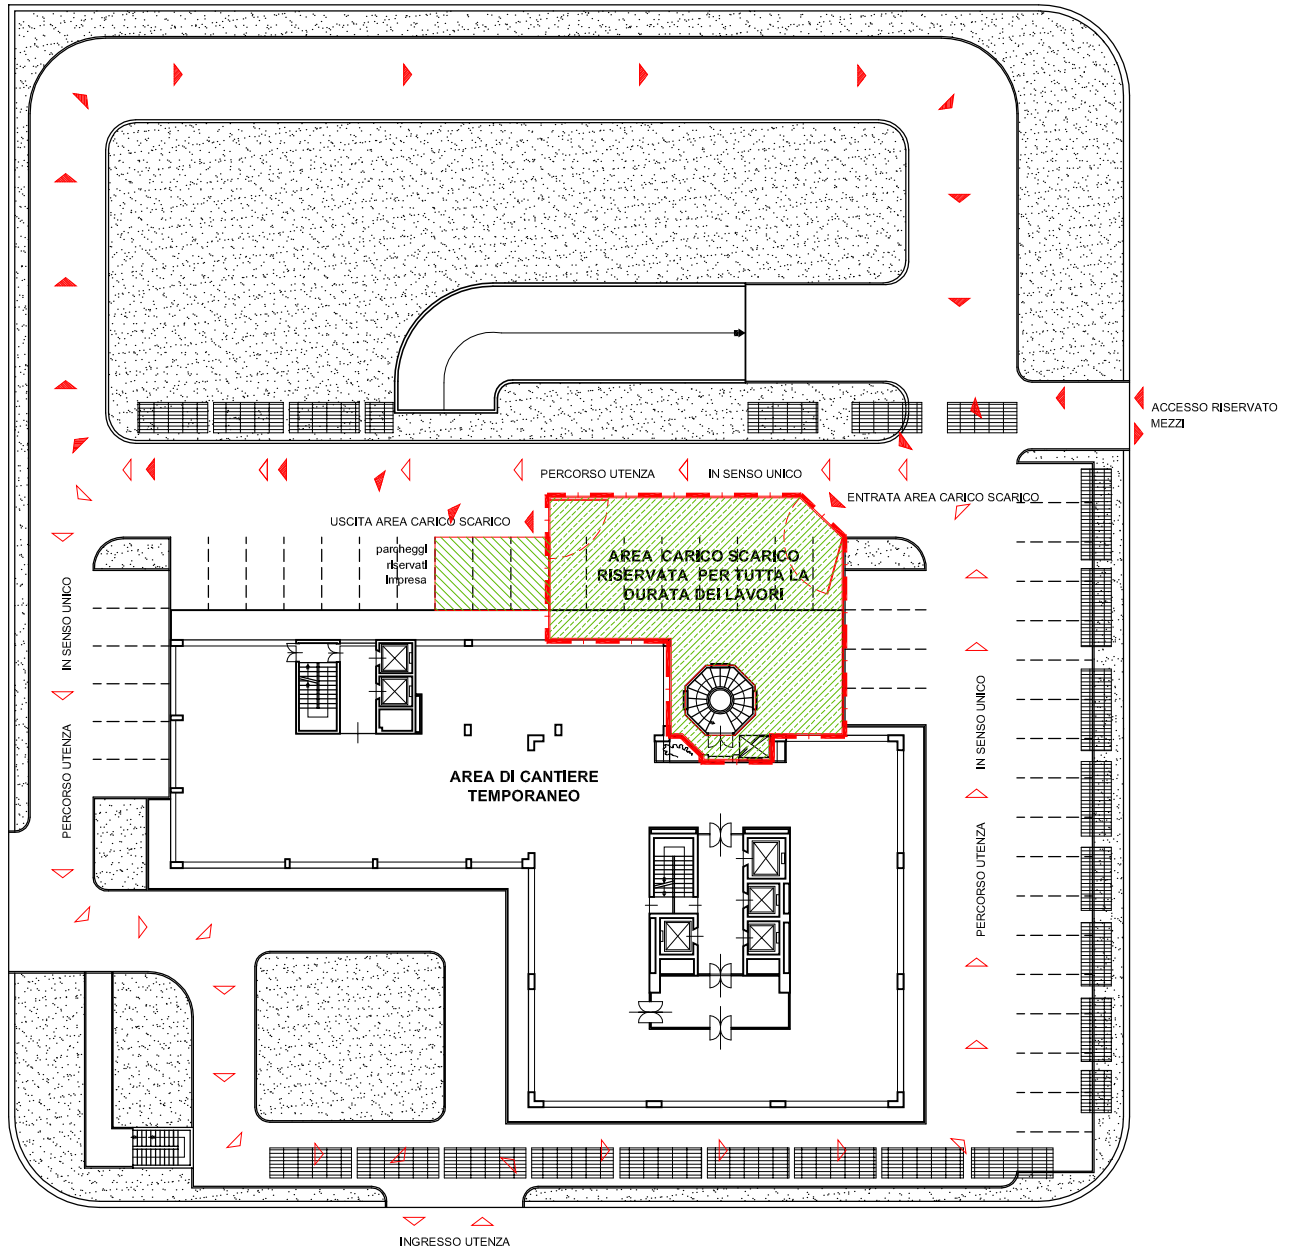 ACCESSO RISERVATO
MEZZI
PERCORSO UTENZA
IN SENSO UNICO
ENTRATA AREA CARICO SCARICO
USCITA AREA CARICO SCARICO
parcheggi
riservati
impresa
AREA CARICO SCARICO
RISERVATA PER TUTTA LA
DURATA DEI LAVORI
IN SENSO UNICO
PERCORSO UTENZA
IN SENSO UNICO
PERCORSO UTENZA
AREA DI CANTIERE
TEMPORANEO
INGRESSO UTENZA